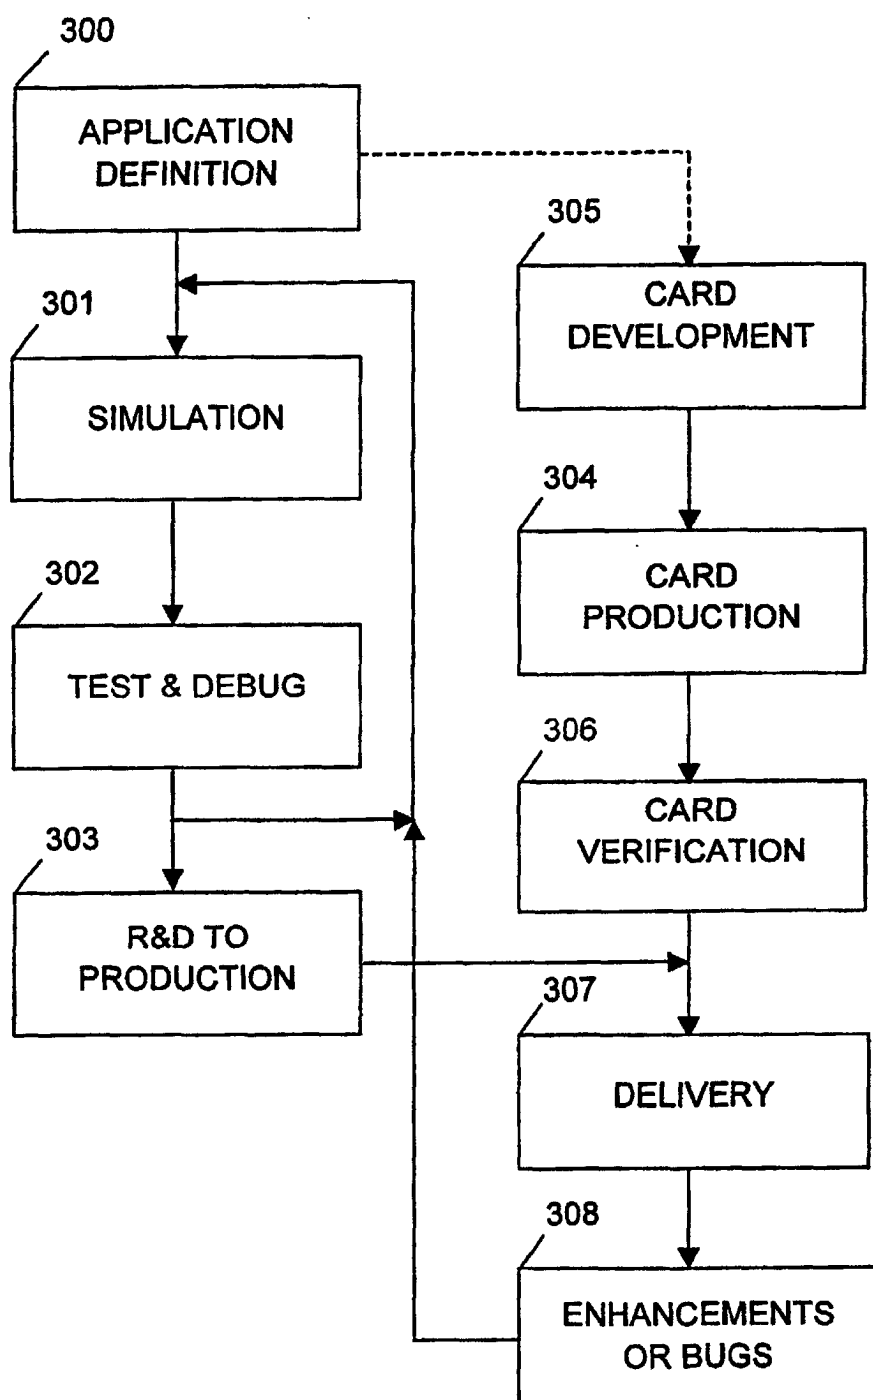 300
APPLICATION
DEFINITION
301
SIMULATION
302
TEST & DEBUG
303
R&D TO
PRODUCTION
305
CARD
DEVELOPMENT
304
CARD
PRODUCTION
306
CARD
VERIFICATION
307
DELIVERY
308
ENHANCEMENTS
OR BUGS